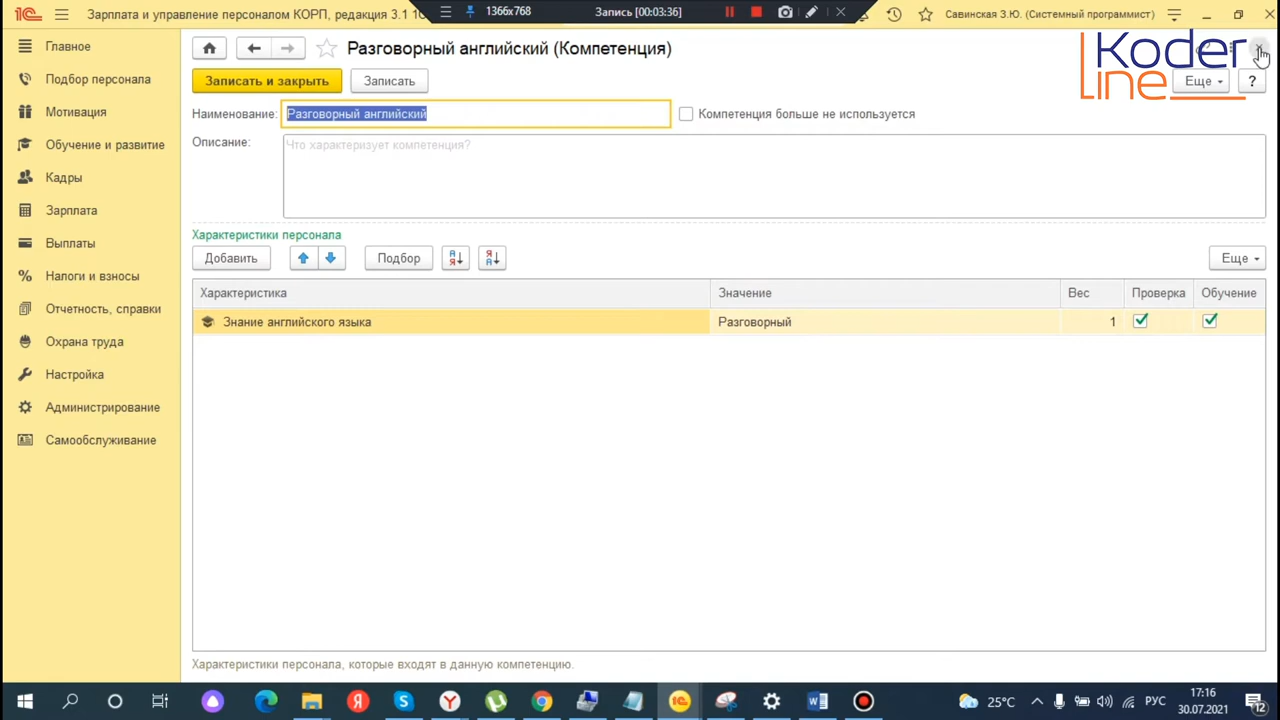 Зарплата и управление персоналом КОРП, редакция 3.1 1С
1366x768
Запись [00:03:36]
Савинская З.Ю. (Системный программист)
Koder
line
Главное
Подбор персонала
Мотивация
Обучение и развитие
Кадры
Зарплата
Выплаты
Налоги и взносы
Отчетность, справки
Охрана труда
Настройка
Администрирование
Самообслуживание
Разговорный английский (Компетенция)
Записать и закрыть
Записать
Еще
?
Наименование:
Разговорный английский
Компетенция больше не используется
Описание:
Что характеризует компетенция?
Характеристики персонала
Добавить
Подбор
Еще
Характеристика
Значение
Вес
Проверка
Обучение
Знание английского языка
Разговорный
1
Характеристики персонала, которые входят в данную компетенцию.
25°C
РУС
17:16
30.07.2021
12